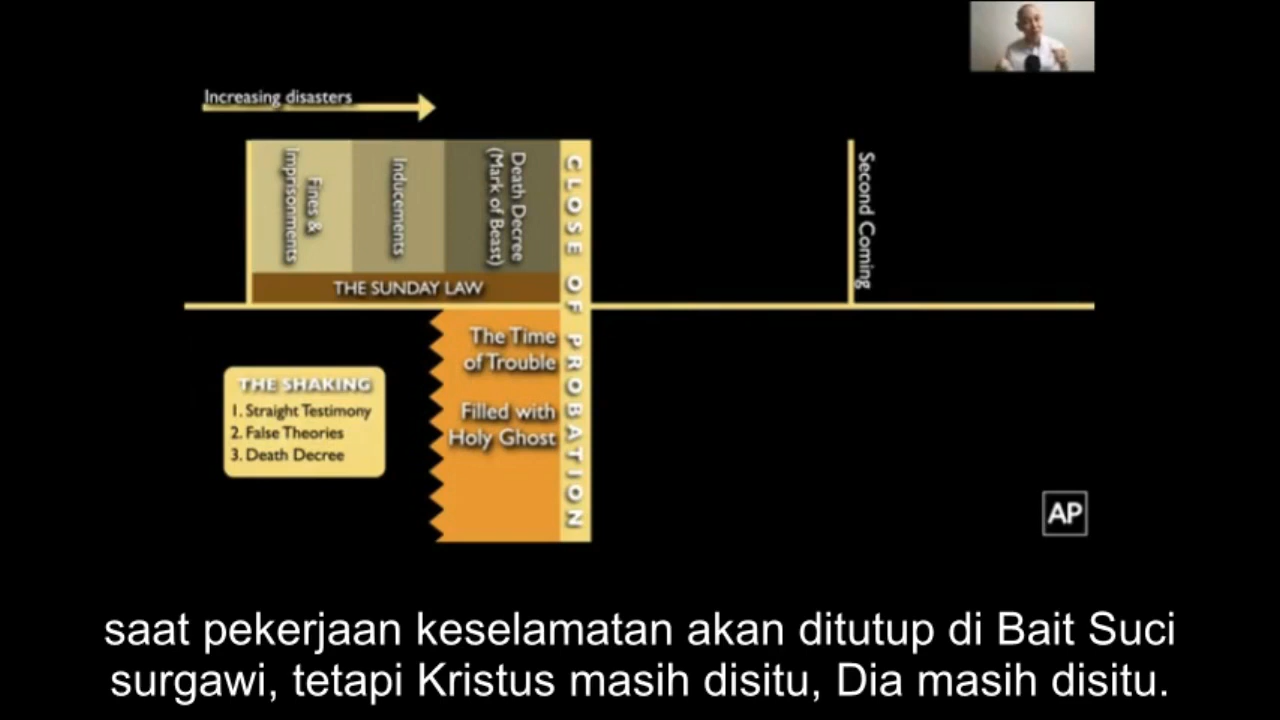 Increasing disasters
Fines &
Imprisonments
Inducements
Death Decree
(Mark of Beast)
CLOSE OF PROBATION
Second Coming
THE SUNDAY LAW
The Time
of Trouble
Filled with
Holy Ghost
THE SHAKING
1. Straight Testimony
2. False Theories
3. Death Decree
AP
saat pekerjaan keselamatan akan ditutup di Bait Suci
surgawi, tetapi Kristus masih disitu, Dia masih disitu.